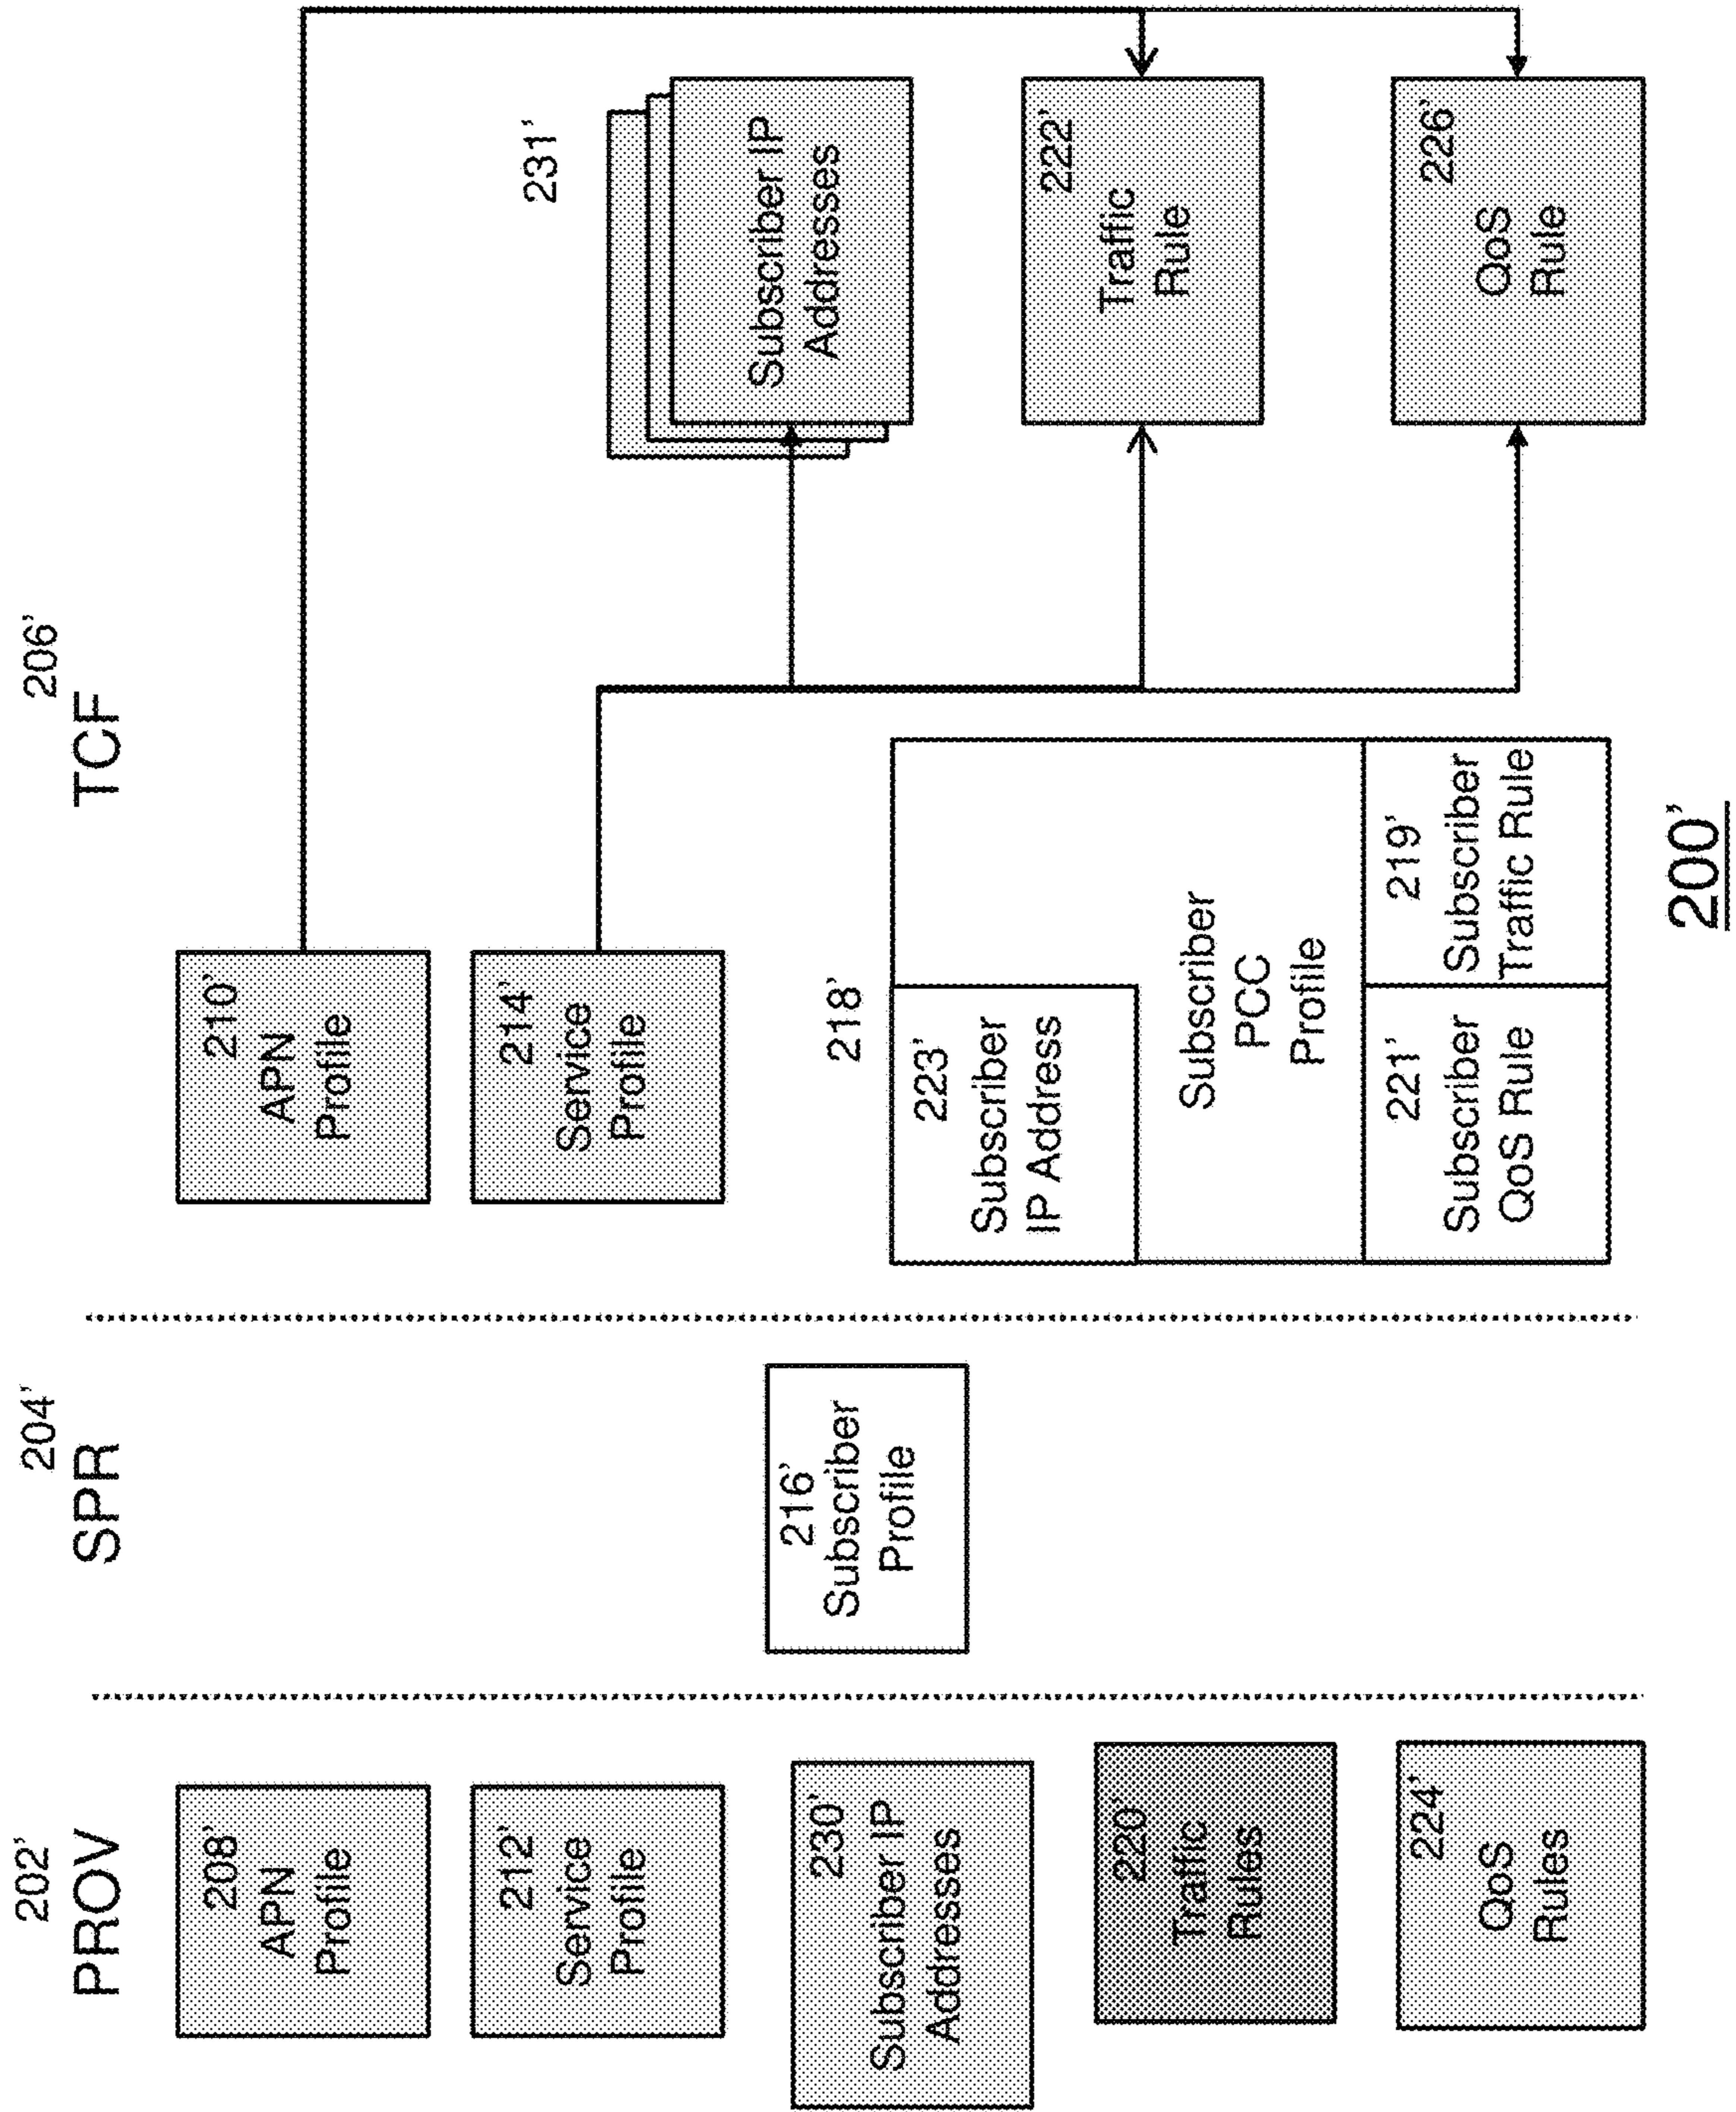 202'
PROV
204'
SPR
206'
TCF
208'
APN
Profile
212'
Service
Profile
230'
Subscriber IP
Addresses
220'
Traffic
Rules
224'
QoS
Rules
216'
Subscriber
Profile
210'
APN
Profile
214'
Service
Profile
218'
223'
Subscriber
IP Address
Subscriber
PCC
Profile
221'
Subscriber
QoS Rule
219'
Subscriber
Traffic Rule
231'
Subscriber IP
Addresses
222'
Traffic
Rule
226'
QoS
Rule
200'